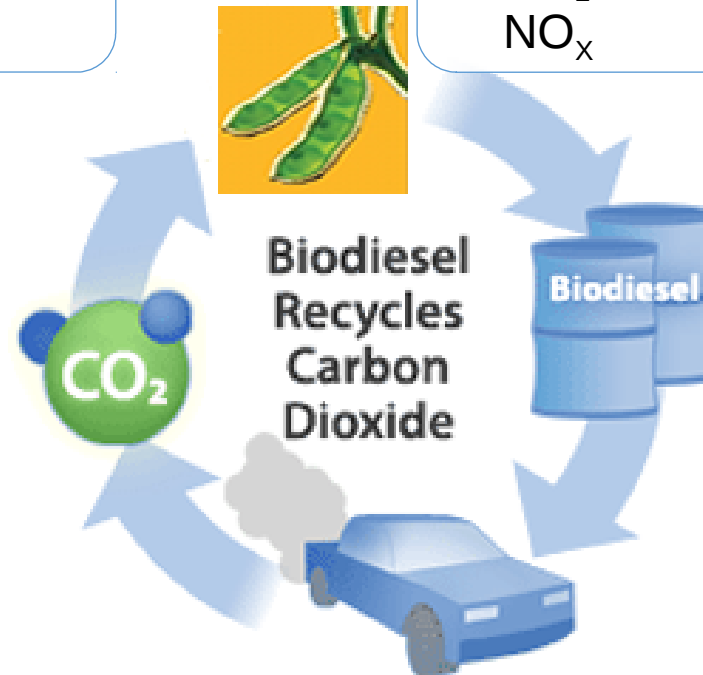 NOₓ
Biodiesel
Recycles
Carbon
Dioxide
Biodiesel
CO₂